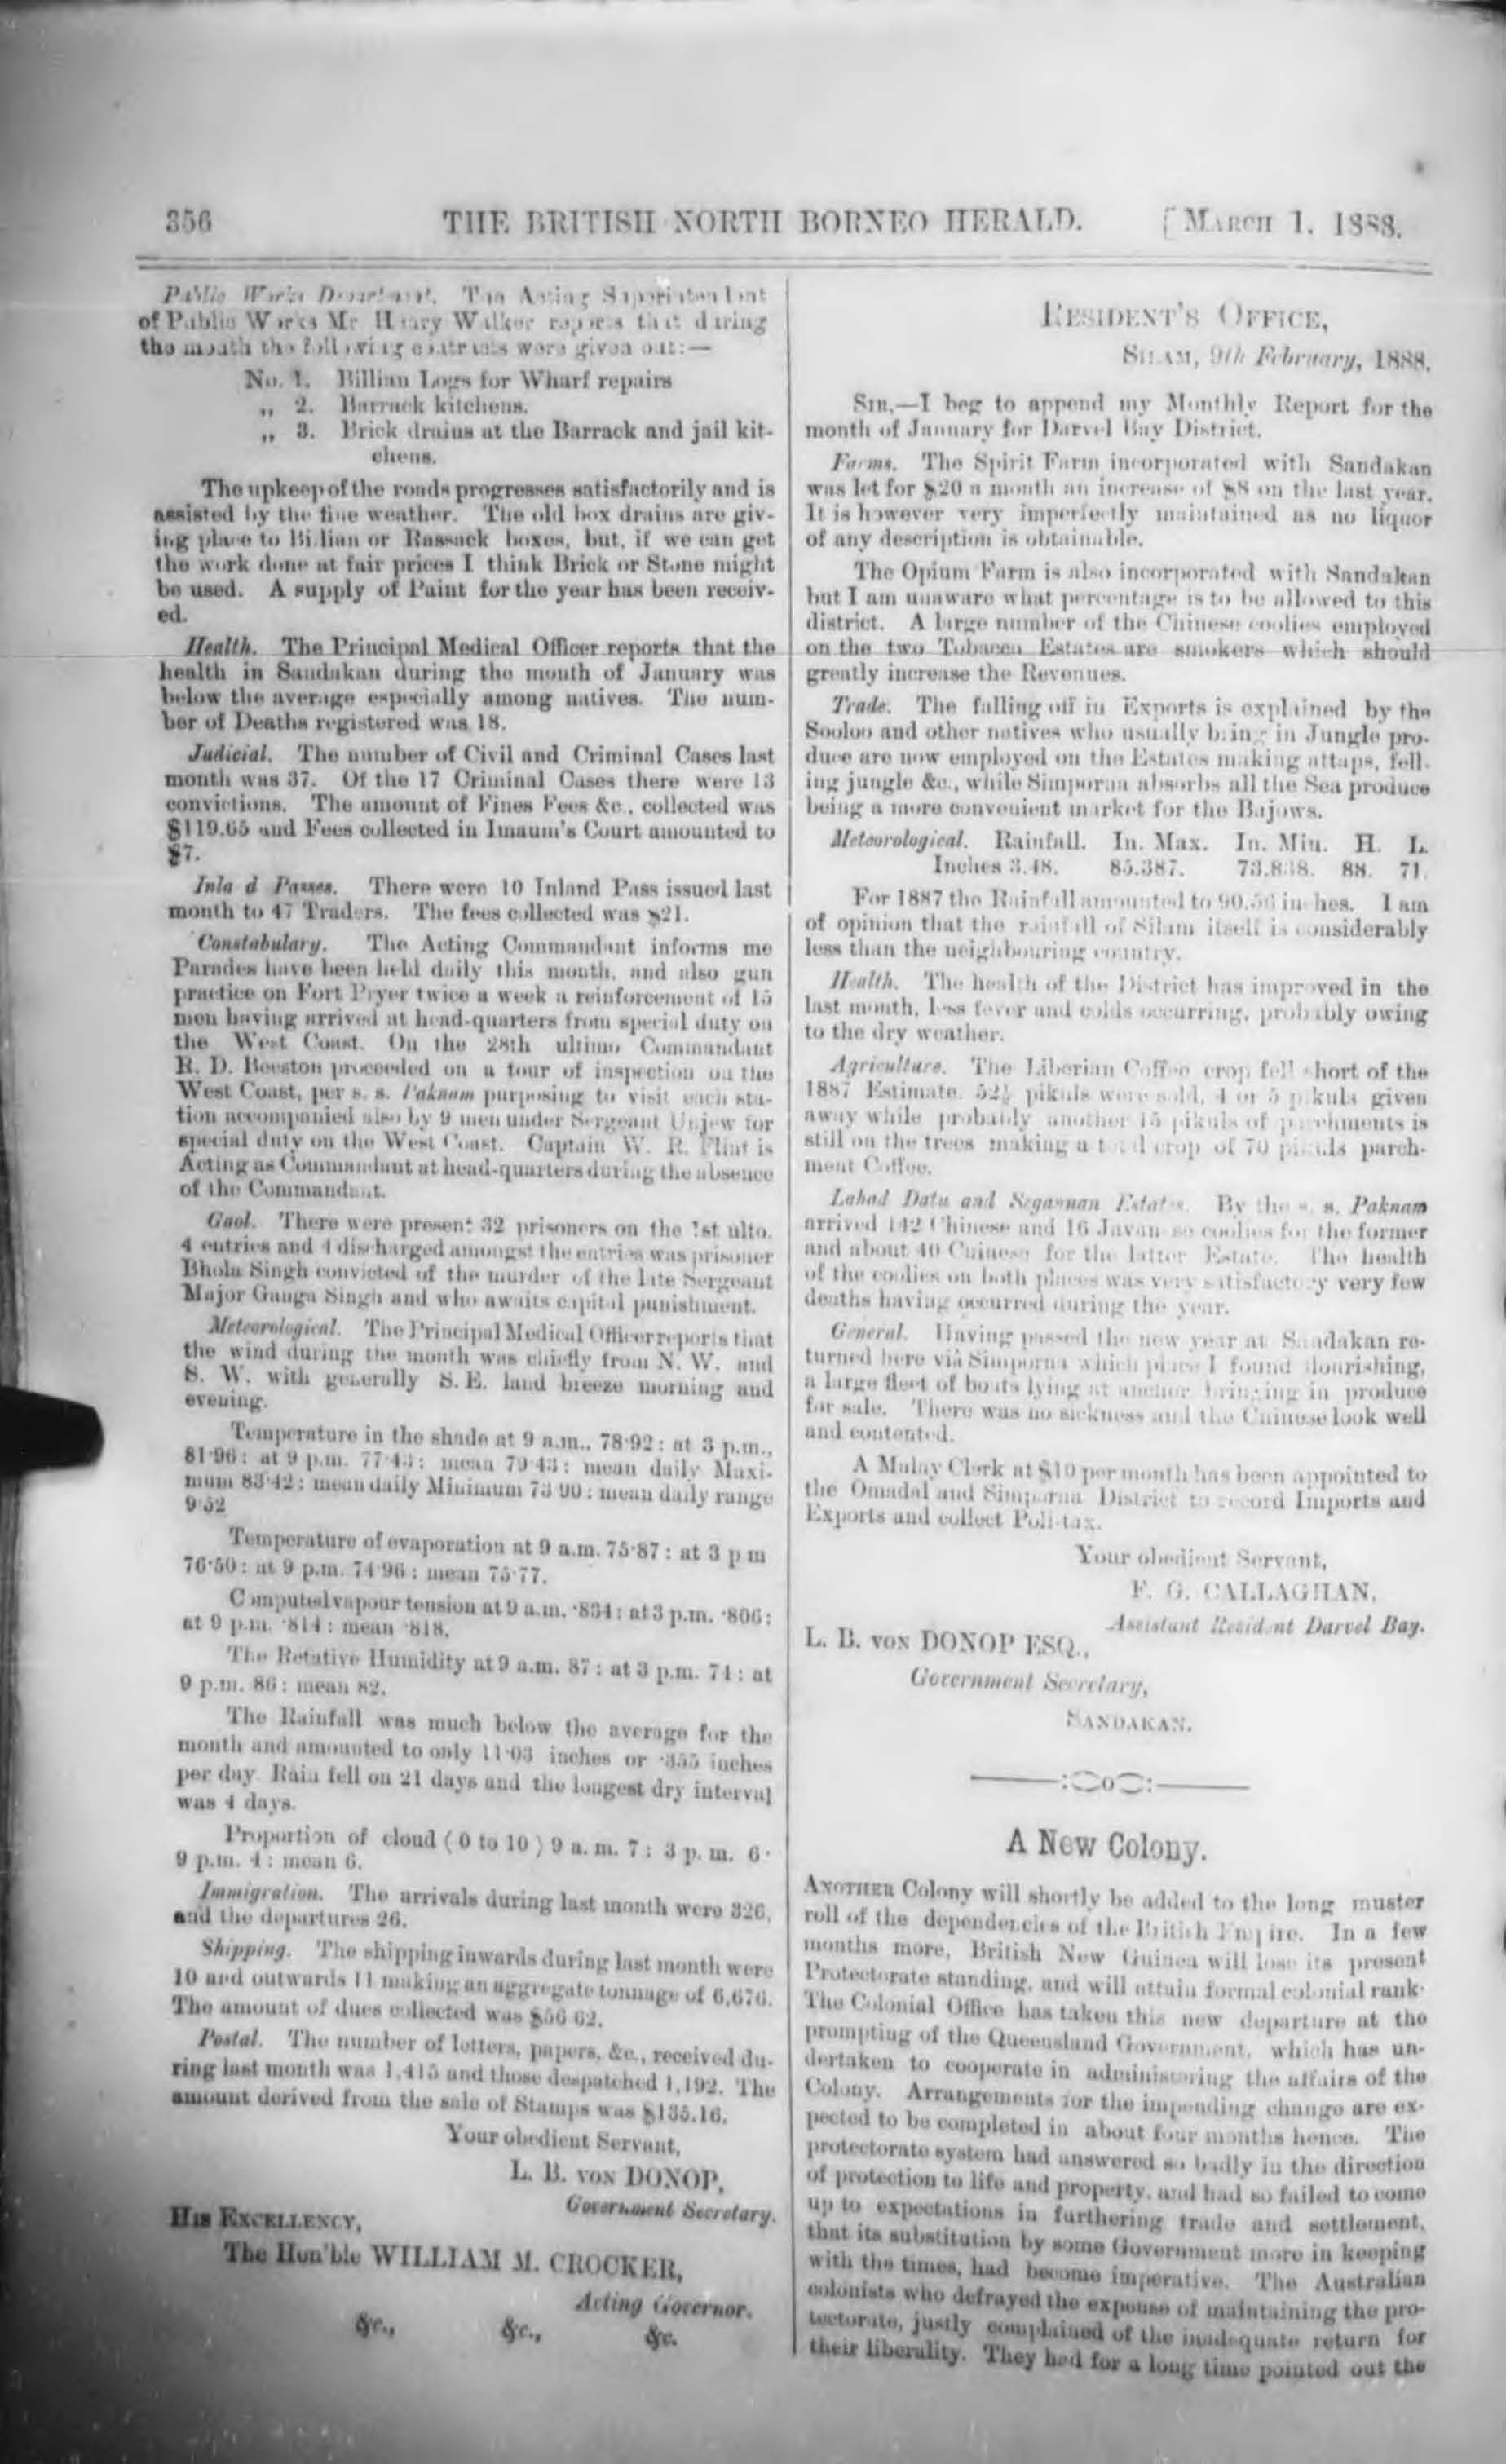 356 THE BRITISH NORTH BORNEO HERALD. [MARCH 1. 1888.
Public Works Department. The Acting Superintendent
of Public Works Mr Henry Walker reports that during
the month the following contracts were given out:—
No. 1. Billian Logs for Wharf repairs
„ 2. Barrack kitchens.
„ 3. Brick drains at the Barrack and jail kit-
chens.
The upkeep of the roads progresses satisfactorily and is
assisted by the fine weather. The old box drains are giv-
ing place to Billian or Rassack boxes, but, if we can get
the work done at fair prices I think Brick or Stone might
be used. A supply of Paint for the year has been receiv-
ed.
Health. The Principal Medical Officer reports that the
health in Sandakan during the month of January was
below the average especially among natives. The num-
ber of Deaths registered was 18.
Judicial. The number of Civil and Criminal Cases last
month was 37. Of the 17 Criminal Cases there were 13
convictions. The amount of Fines Fees &c., collected was
$119.65 and Fees collected in Imaum's Court amounted to
$7.
Inla d Passes. There were 10 Inland Pass issued last
month to 47 Traders. The fees collected was $21.
Constabulary. The Acting Commandant informs me
Parades have been held daily this month, and also gun
practice on Fort Pryer twice a week a reinforcement of 15
men having arrived at head-quarters from special duty on
the West Coast. On the 28th ultimo Commandant
R. D. Beeston proceeded on a tour of inspection on the
West Coast, per s. s. Paknam purposing to visit each sta-
tion accompanied also by 9 men under Sergeant Unjew for
special duty on the West Coast. Captain W. R. Flint is
Acting as Commandant at head-quarters during the absence
of the Commandant.
Gaol. There were present 32 prisoners on the 1st ulto.
4 entries and 4 discharged amongst the entries was prisoner
Bhola Singh convicted of the murder of the late Sergeant
Major Ganga Singh and who awaits capital punishment.
Meteorological. The Principal Medical Officer reports that
the wind during the month was chiefly from N. W. and
S. W. with generally S. E. land breeze morning and
evening.
Temperature in the shade at 9 a.m., 78·92: at 3 p.m.,
81·96: at 9 p.m. 77·43: mean 79·43: mean daily Maxi-
mum 83·42: mean daily Minimum 73·90: mean daily range
9·52
Temperature of evaporation at 9 a.m. 75·87: at 3 p m
76·50: at 9 p.m. 74·96: mean 75·77.
Computed vapour tension at 9 a.m. ·834: at 3 p.m. ·806:
at 9 p.m. ·814: mean ·818.
The Retative Humidity at 9 a.m. 87: at 3 p.m. 74: at
9 p.m. 86: mean 82.
The Rainfall was much below the average for the
month and amounted to only 11·03 inches or ·355 inches
per day Rain fell on 21 days and the longest dry interval
was 4 days.
Proportion of cloud (0 to 10) 9 a. m. 7: 3 p. m. 6·
9 p.m. 4: mean 6.
Immigration. The arrivals during last month were 326,
and the departures 26.
Shipping. The shipping inwards during last month were
10 and outwards 11 making an aggregate tonnage of 6,676.
The amount of dues collected was $56 62.
Postal. The number of letters, papers, &c., received du-
ring last month was 1,415 and those despatched 1,192. The
amount derived from the sale of Stamps was $135.16.
Your obedient Servant,
L. B. VON DONOP,
Government Secretary.
HIS EXCELLENCY,
The Hon'ble WILLIAM M. CROCKER,
Acting Governor.
&c., &c., &c.
RESIDENT'S OFFICE,
SILAM, 9th February, 1888.
SIR,—I beg to append my Monthly Report for the
month of January for Darvel Bay District.
Farms. The Spirit Farm incorporated with Sandakan
was let for $20 a month an increase of $8 on the last year.
It is however very imperfectly maintained as no liquor
of any description is obtainable.
The Opium Farm is also incorporated with Sandakan
but I am unaware what percentage is to be allowed to this
district. A large number of the Chinese coolies employed
on the two Tobacco Estates are smokers which should
greatly increase the Revenues.
Trade. The falling off in Exports is explained by the
Sooloo and other natives who usually bring in Jungle pro-
duce are now employed on the Estates making attaps, fell-
ing jungle &c., while Simporna absorbs all the Sea produce
being a more convenient market for the Bajows.
Meteorological. Rainfall. In. Max. In. Min. H. L.
Inches 3.48. 85.387. 73.838. 88. 71.
For 1887 the Rainfall amounted to 90.56 inches. I am
of opinion that the rainfall of Silam itself is considerably
less than the neighbouring country.
Health. The health of the District has improved in the
last month, less fever and colds occurring, probably owing
to the dry weather.
Agriculture. The Liberian Coffee crop fell short of the
1887 Estimate. 52½ pikuls were sold, 4 or 5 pikuls given
away while probably another 15 pikuls of parchments is
still on the trees making a total crop of 70 pikuls parch-
ment Coffee.
Lahad Datu and Segannan Estates. By the s. s. Paknam
arrived 142 Chinese and 16 Javanese coolies for the former
and about 40 Chinese for the latter Estate. The health
of the coolies on both places was very satisfactory very few
deaths having occurred during the year.
General. Having passed the new year at Sandakan re-
turned here viâ Simporna which place I found flourishing,
a large fleet of boats lying at anchor bringing in produce
for sale. There was no sickness and the Chinese look well
and contented.
A Malay Clerk at $10 per month has been appointed to
the Omadal and Simporna District to record Imports and
Exports and collect Poll-tax.
Your obedient Servant,
F. G. CALLAGHAN,
Assistant Resident Darvel Bay.
L. B. VON DONOP ESQ.,
Government Secretary,
SANDAKAN.
A New Colony.
ANOTHER Colony will shortly be added to the long muster
roll of the dependencies of the British Empire. In a few
months more, British New Guinea will lose its present
Protectorate standing, and will attain formal colonial rank·
The Colonial Office has taken this new departure at the
prompting of the Queensland Government, which has un-
dertaken to cooperate in administering the affairs of the
Colony. Arrangements for the impending change are ex-
pected to be completed in about four months hence. The
protectorate system had answered so badly in the direction
of protection to life and property, and had so failed to come
up to expectations in furthering trade and settlement,
that its substitution by some Government more in keeping
with the times, had become imperative. The Australian
colonists who defrayed the expense of maintaining the pro-
tectorate, justly complained of the inadequate return for
their liberality. They had for a long time pointed out the